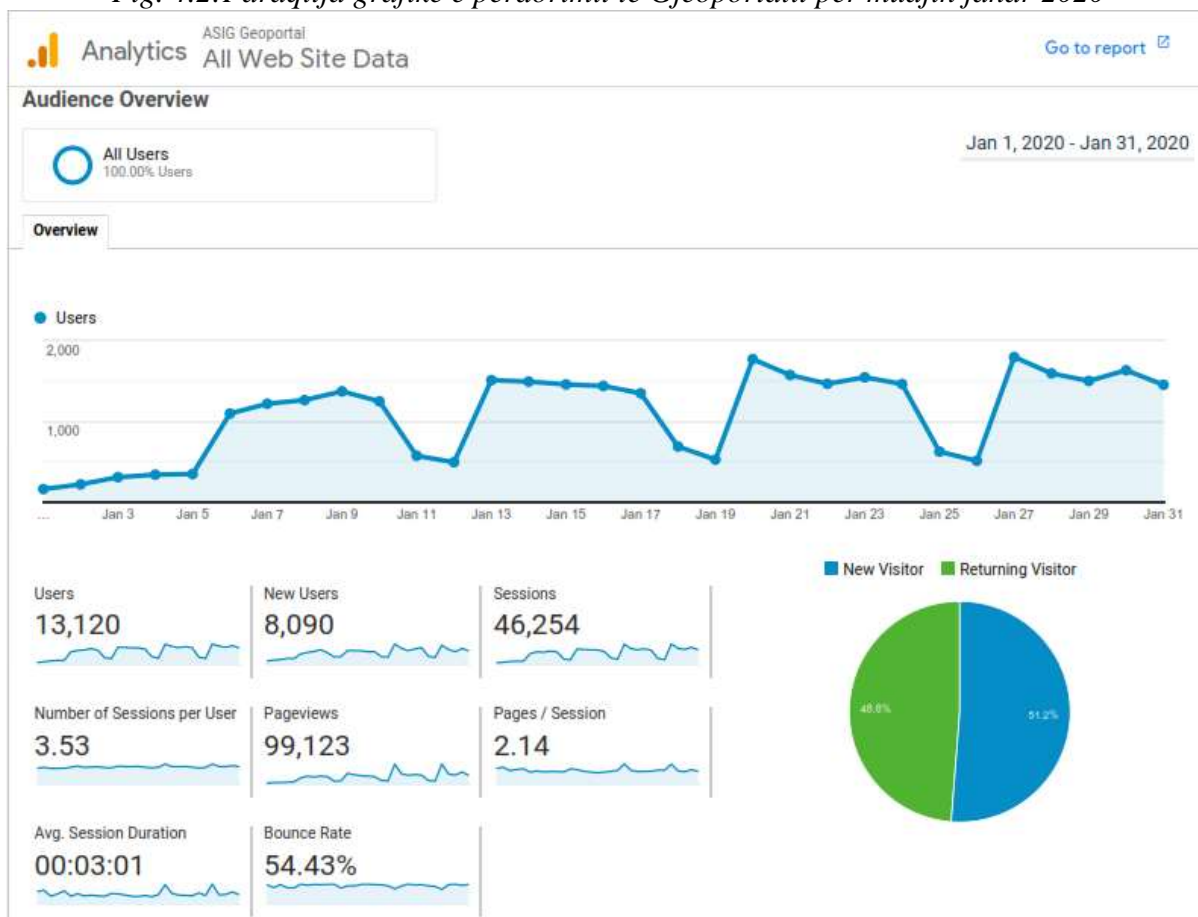 Analytics
ASIG Geoportal
All Web Site Data
Go to report
Audience Overview
All Users
100.00% Users
Jan 1, 2020 - Jan 31, 2020
Overview
Users
2,000
1,000
... Jan 3 Jan 5 Jan 7 Jan 9 Jan 11 Jan 13 Jan 15 Jan 17 Jan 19 Jan 21 Jan 23 Jan 25 Jan 27 Jan 29 Jan 31
New Visitor Returning Visitor
Users
13,120
New Users
8,090
Sessions
46,254
Number of Sessions per User
3.53
Pageviews
99,123
Pages / Session
2.14
Avg. Session Duration
00:03:01
Bounce Rate
54.43%
48.8%
51.2%